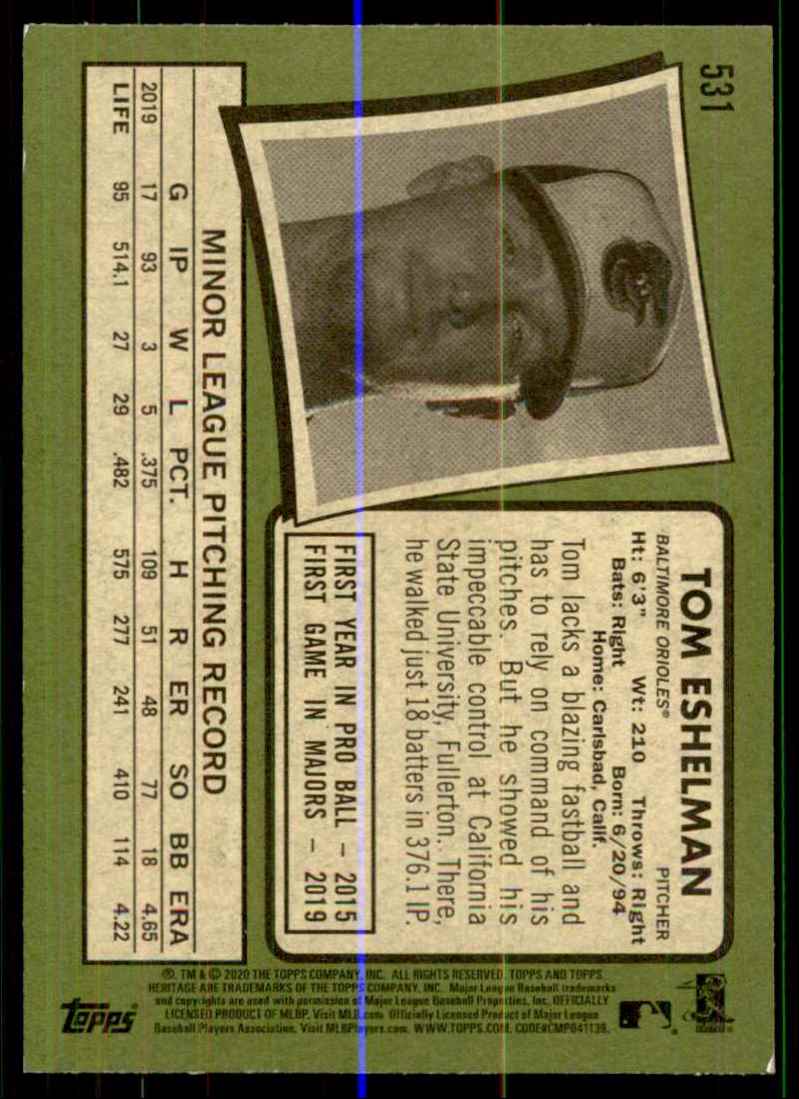 531
TOM ESHELMAN
BALTIMORE ORIOLES® PITCHER
Ht: 6'3" Wt: 210 Throws: Right
Bats: Right Born: 6/20/94
Home: Carlsbad, Calif.
Tom lacks a blazing fastball and
has to rely on command of his
pitches. But he showed his
impeccable control at California
State University, Fullerton. There,
he walked just 18 batters in 376.1 IP.
FIRST YEAR IN PRO BALL – 2015
FIRST GAME IN MAJORS – 2019
MINOR LEAGUE PITCHING RECORD
G IP W L PCT. H R ER SO BB ERA
2019 17 93 3 5 .375 109 51 48 77 18 4.65
LIFE 95 514.1 27 29 .482 575 277 241 410 114 4.22
®, TM & © 2020 THE TOPPS COMPANY, INC. ALL RIGHTS RESERVED. TOPPS AND TOPPS
HERITAGE ARE TRADEMARKS OF THE TOPPS COMPANY, INC. Major League Baseball trademarks
and copyrights are used with permission of Major League Baseball Properties, Inc. OFFICIALLY
LICENSED PRODUCT OF MLBP. Visit MLB.com Officially Licensed Product of Major League
Baseball Players Association. Visit MLBPlayers.com. WWW.TOPPS.COM. CODE#CMP041139.
Topps